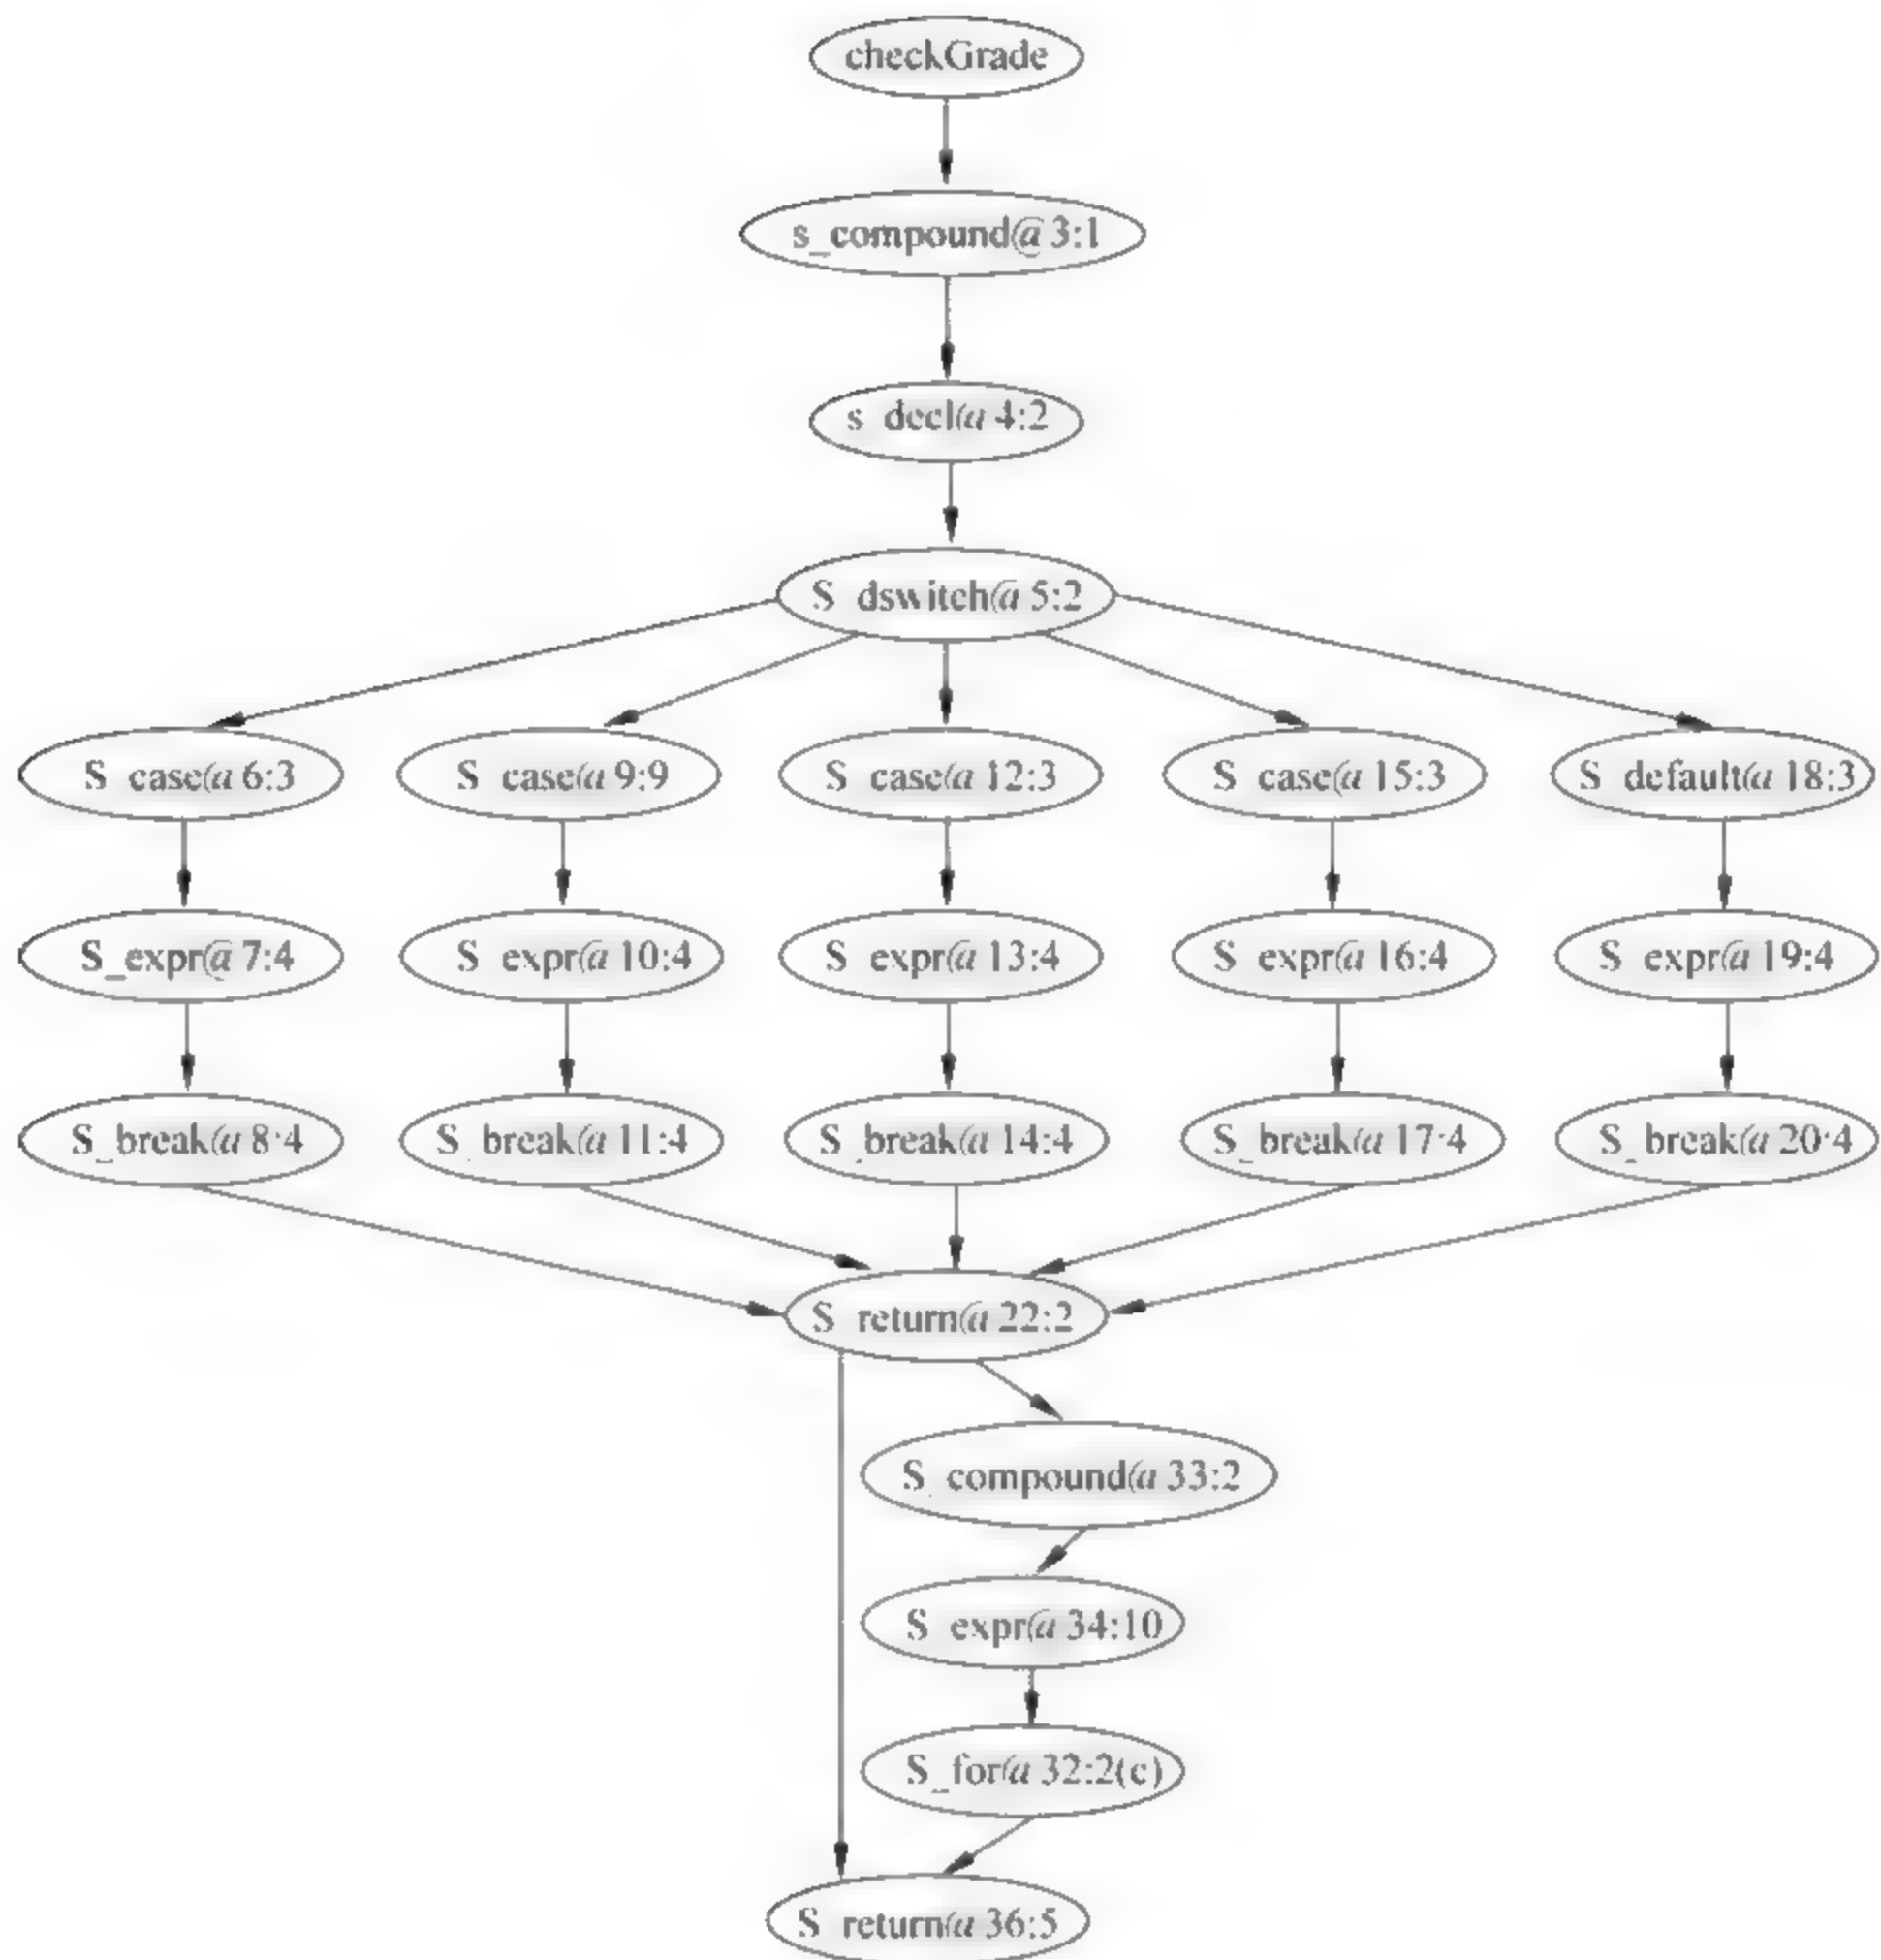 checkGrade
s_compound@3:1
s_decl@4:2
S_dswitch@5:2
S_case@6:3
S_case@9:9
S_case@12:3
S_case@15:3
S_default@18:3
S_expr@7:4
S_expr@10:4
S_expr@13:4
S_expr@16:4
S_expr@19:4
S_break@8:4
S_break@11:4
S_break@14:4
S_break@17:4
S_break@20:4
S_return@22:2
S_compound@33:2
S_expr@34:10
S_for@32:2(c)
S_return@36:5